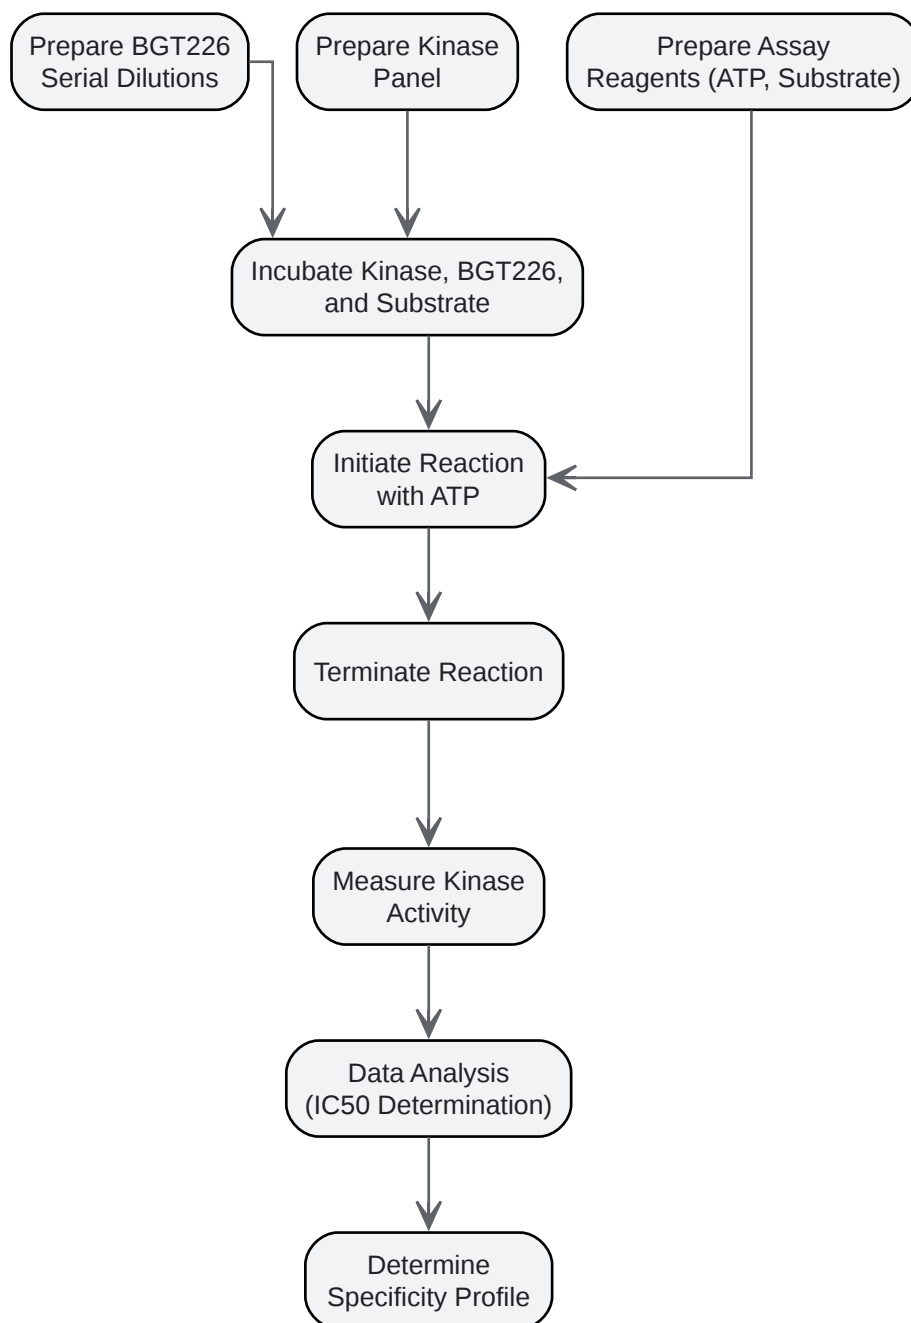 Prepare BGT226
Serial Dilutions
Prepare Kinase
Panel
Prepare Assay
Reagents (ATP, Substrate)
Incubate Kinase, BGT226,
and Substrate
Initiate Reaction
with ATP
Terminate Reaction
Measure Kinase
Activity
Data Analysis
(IC50 Determination)
Determine
Specificity Profile